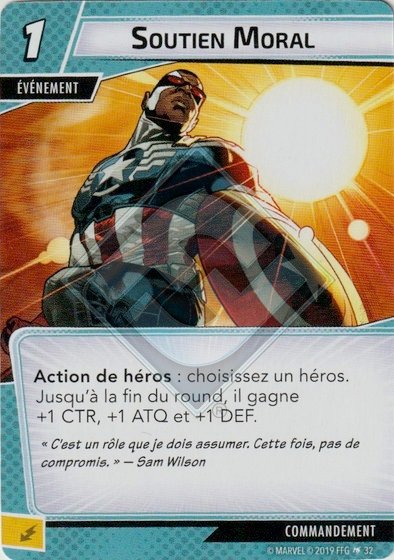 1
SOUTIEN MORAL
ÉVÉNEMENT
Action de héros : choisissez un héros.
Jusqu'à la fin du round, il gagne
+1 CTR, +1 ATQ et +1 DEF.
« C'est un rôle que je dois assumer. Cette fois, pas de
compromis. » — Sam Wilson
COMMANDEMENT
© MARVEL © 2019 FFG 32